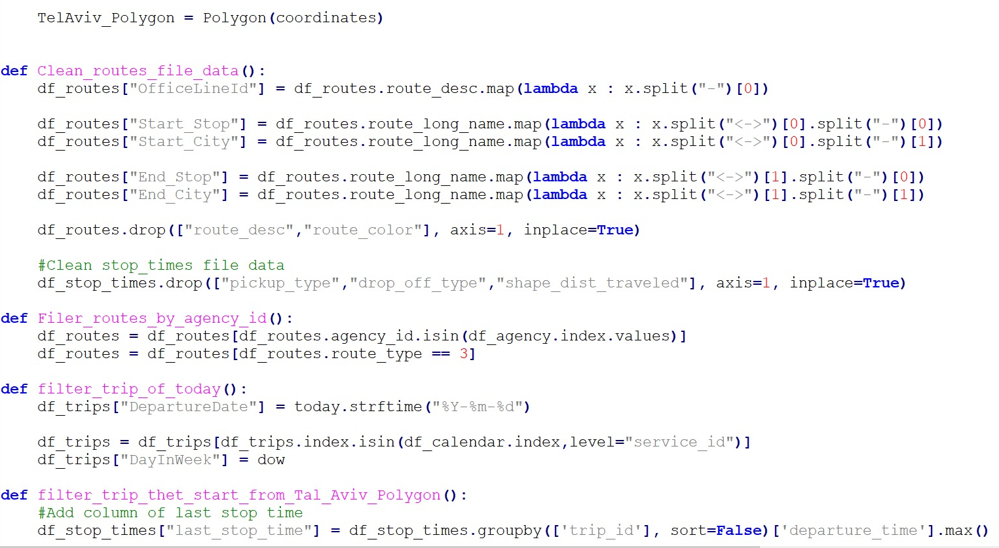 TelAviv_Polygon = Polygon(coordinates)
def Clean_routes_file_data():
df_routes["OfficeLineId"] = df_routes.route_desc.map(lambda x : x.split("-")[0])
df_routes["Start_Stop"] = df_routes.route_long_name.map(lambda x : x.split("<->")[0].split("-")[0])
df_routes["Start_City"] = df_routes.route_long_name.map(lambda x : x.split("<->")[0].split("-")[1])
df_routes["End_Stop"] = df_routes.route_long_name.map(lambda x : x.split("<->")[1].split("-")[0])
df_routes["End_City"] = df_routes.route_long_name.map(lambda x : x.split("<->")[1].split("-")[1])
df_routes.drop(["route_desc","route_color"], axis=1, inplace=True)
#Clean stop_times file data
df_stop_times.drop(["pickup_type","drop_off_type","shape_dist_traveled"], axis=1, inplace=True)
def Filer_routes_by_agency_id():
df_routes = df_routes[df_routes.agency_id.isin(df_agency.index.values)]
df_routes = df_routes[df_routes.route_type == 3]
def filter_trip_of_today():
df_trips["DepartureDate"] = today.strftime("%Y-%m-%d")
df_trips = df_trips[df_trips.index.isin(df_calendar.index,level="service_id")]
df_trips["DayInWeek"] = dow
def filter_trip_thet_start_from_Tal_Aviv_Polygon():
#Add column of last stop time
df_stop_times["last_stop_time"] = df_stop_times.groupby(['trip_id'], sort=False)['departure_time'].max()